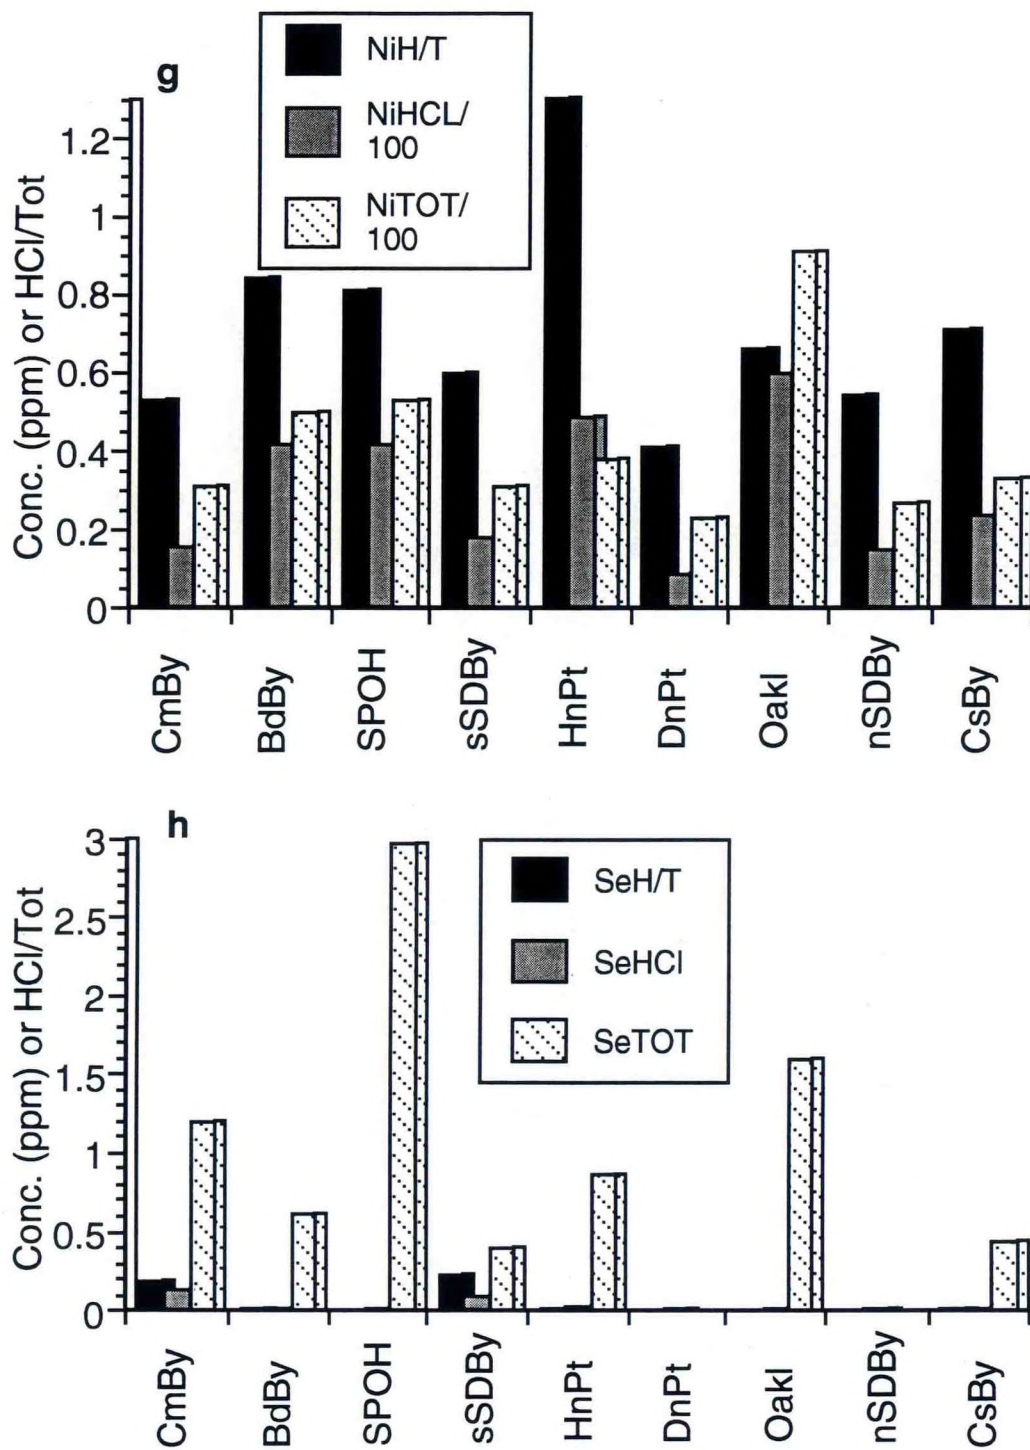 g
NiH/T
NiHCL/
100
NiTOT/
100
Conc. (ppm) or HCl/Tot
1.2
1
0.8
0.6
0.4
0.2
0
CmBy
BdBy
SPOH
sSDBy
HnPt
DnPt
Oakl
nSDBy
CsBy
h
SeH/T
SeHCl
SeTOT
Conc. (ppm) or HCl/Tot
3
2.5
2
1.5
1
0.5
0
CmBy
BdBy
SPOH
sSDBy
HnPt
DnPt
Oakl
nSDBy
CsBy